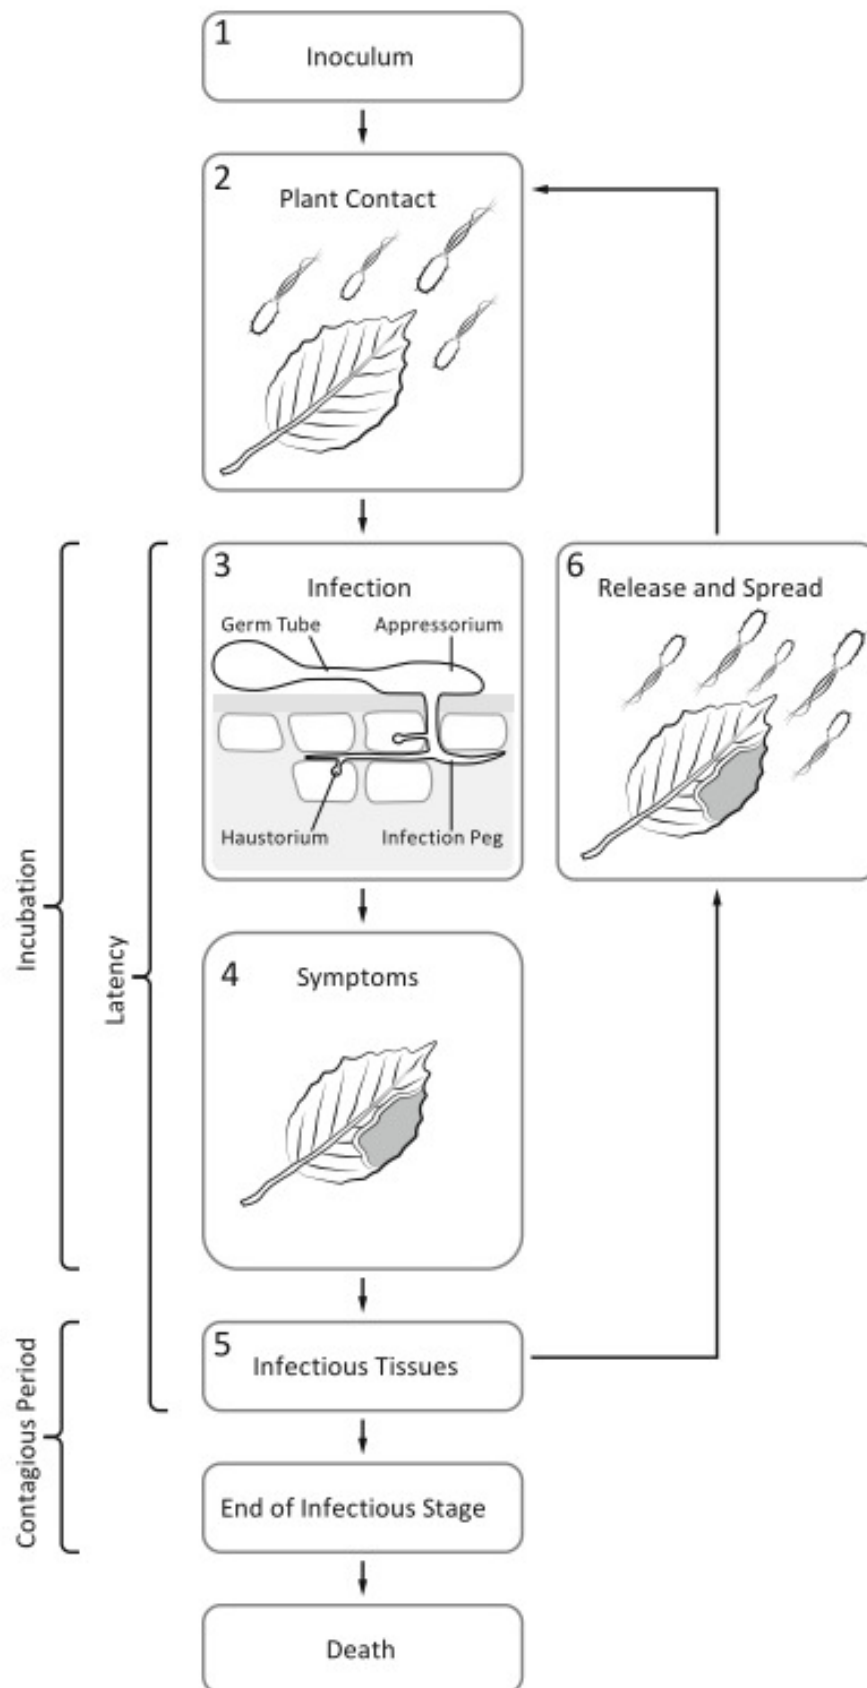 1
Inoculum
2
Plant Contact
3
Infection
Germ Tube
Appressorium
Haustorium
Infection Peg
4
Symptoms
5
Infectious Tissues
6
Release and Spread
End of Infectious Stage
Death
Incubation
Latency
Contagious Period